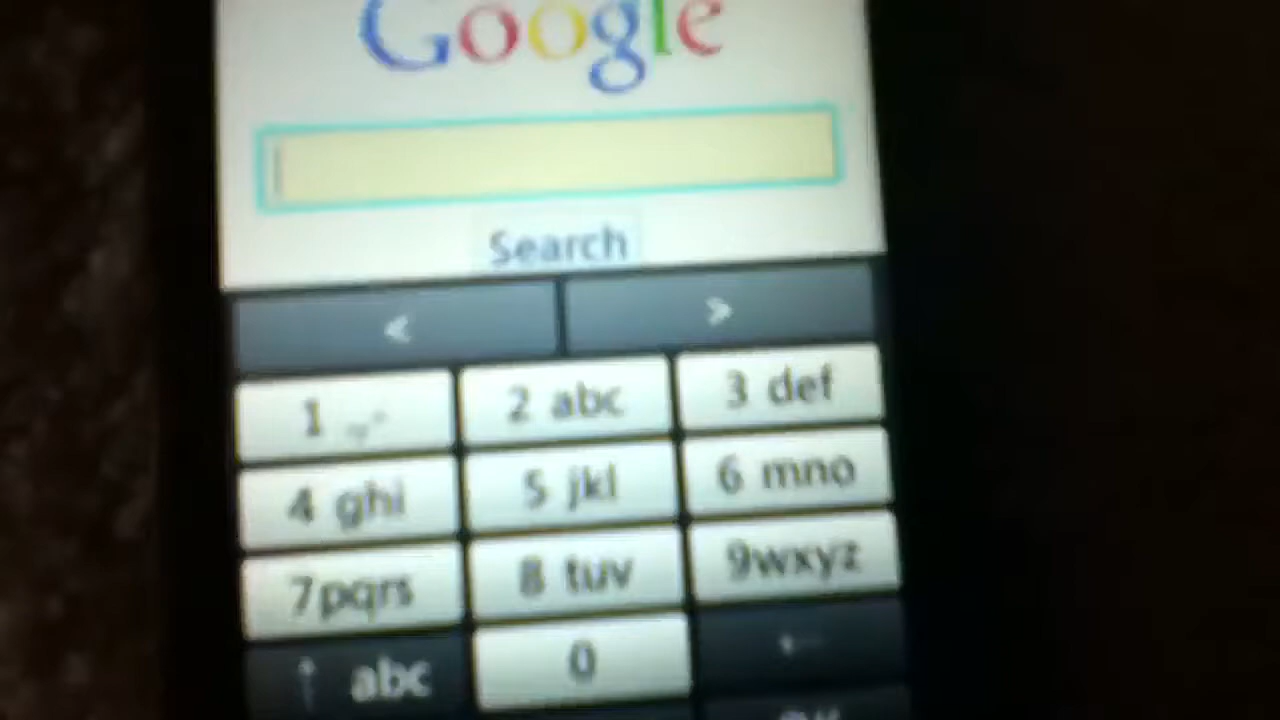 Google
Search
< >
1 .,- 2 abc 3 def
4 ghi 5 jkl 6 mno
7pqrs 8 tuv 9wxyz
↑ abc 0 ←